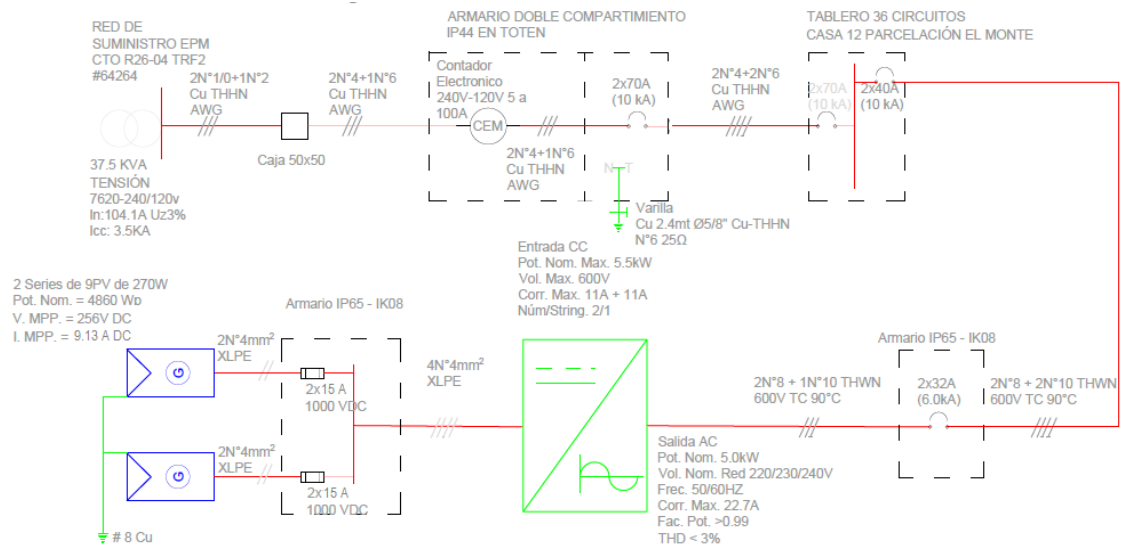 RED DE
SUMINISTRO EPM
CTO R26-04 TRF2
#64264
2N°1/0+1N°2
Cu THHN
AWG
2N°4+1N°6
Cu THHN
AWG
Caja 50x50
37.5 KVA
TENSIÓN
7620-240/120v
In:104.1A Uz3%
Icc: 3.5KA
ARMARIO DOBLE COMPARTIMIENTO
IP44 EN TOTEN
Contador
Electronico
240V-120V 5 a
100A
CEM
2N°4+1N°6
Cu THHN
AWG
2x70A
(10 kA)
N T
Varilla
Cu 2.4mt Ø5/8" Cu-THHN
N°6 25Ω
2N°4+2N°6
Cu THHN
AWG
TABLERO 36 CIRCUITOS
CASA 12 PARCELACIÓN EL MONTE
2x70A
(10 kA)
2x40A
(10 kA)
2 Series de 9PV de 270W
Pot. Nom. = 4860 Wp
V. MPP. = 256V DC
I. MPP. = 9.13 A DC
G
2N°4mm²
XLPE
G
2N°4mm²
XLPE
# 8 Cu
Armario IP65 - IK08
2x15 A
1000 VDC
2x15 A
1000 VDC
4N°4mm²
XLPE
Entrada CC
Pot. Nom. Max. 5.5kW
Vol. Max. 600V
Corr. Max. 11A + 11A
Núm/String. 2/1
Salida AC
Pot. Nom. 5.0kW
Vol. Nom. Red 220/230/240V
Frec. 50/60HZ
Corr. Max. 22.7A
Fac. Pot. >0.99
THD < 3%
2N°8 + 1N°10 THWN
600V TC 90°C
Armario IP65 - IK08
2x32A
(6.0kA)
2N°8 + 2N°10 THWN
600V TC 90°C